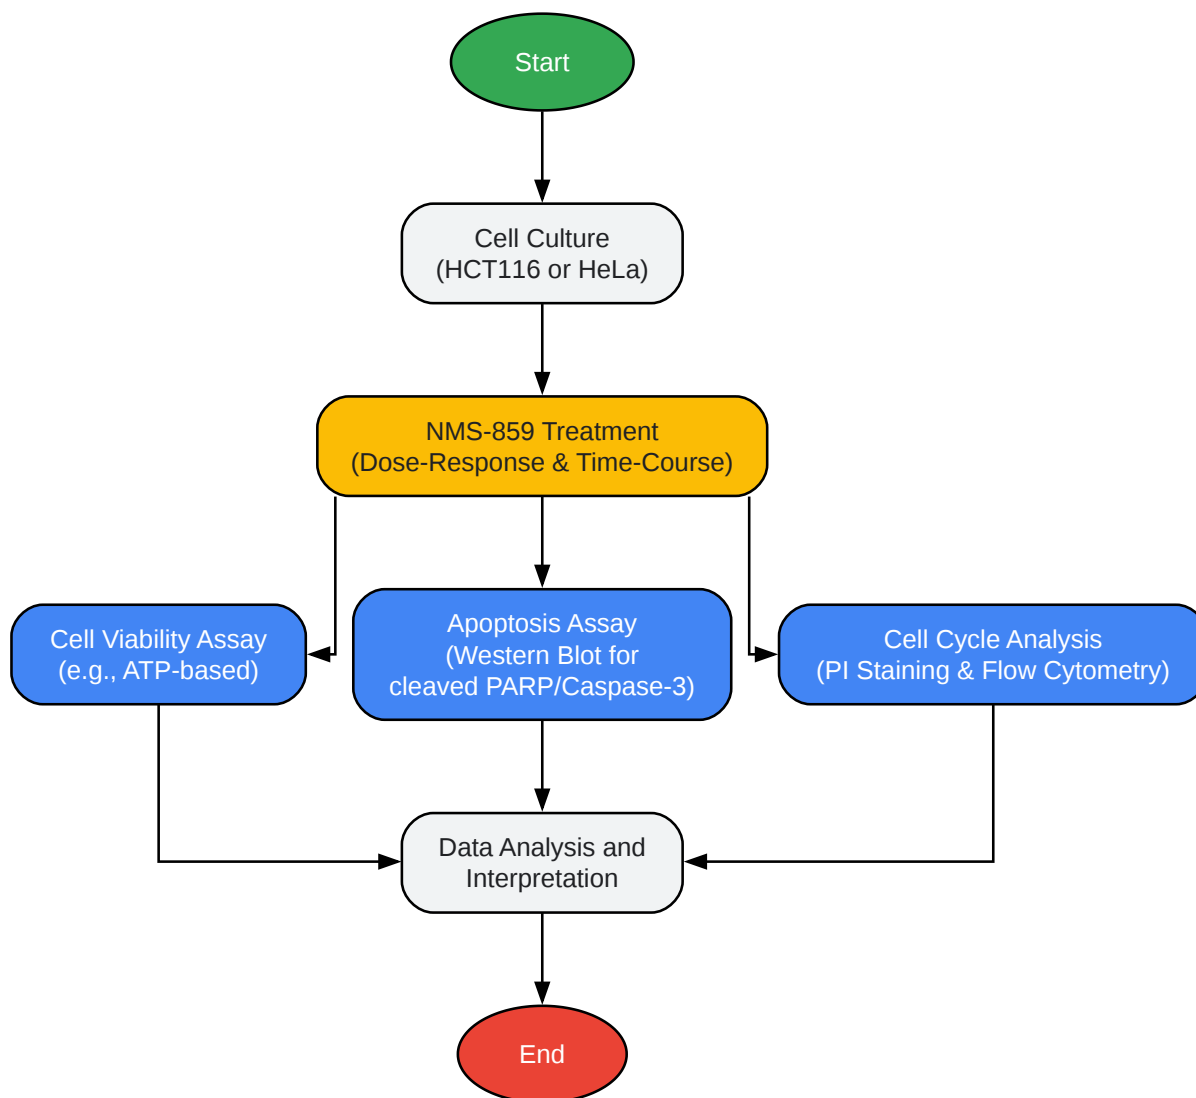 Start
Cell Culture
(HCT116 or HeLa)
NMS-859 Treatment
(Dose-Response & Time-Course)
Cell Viability Assay
(e.g., ATP-based)
Apoptosis Assay
(Western Blot for
cleaved PARP/Caspase-3)
Cell Cycle Analysis
(PI Staining & Flow Cytometry)
Data Analysis and
Interpretation
End